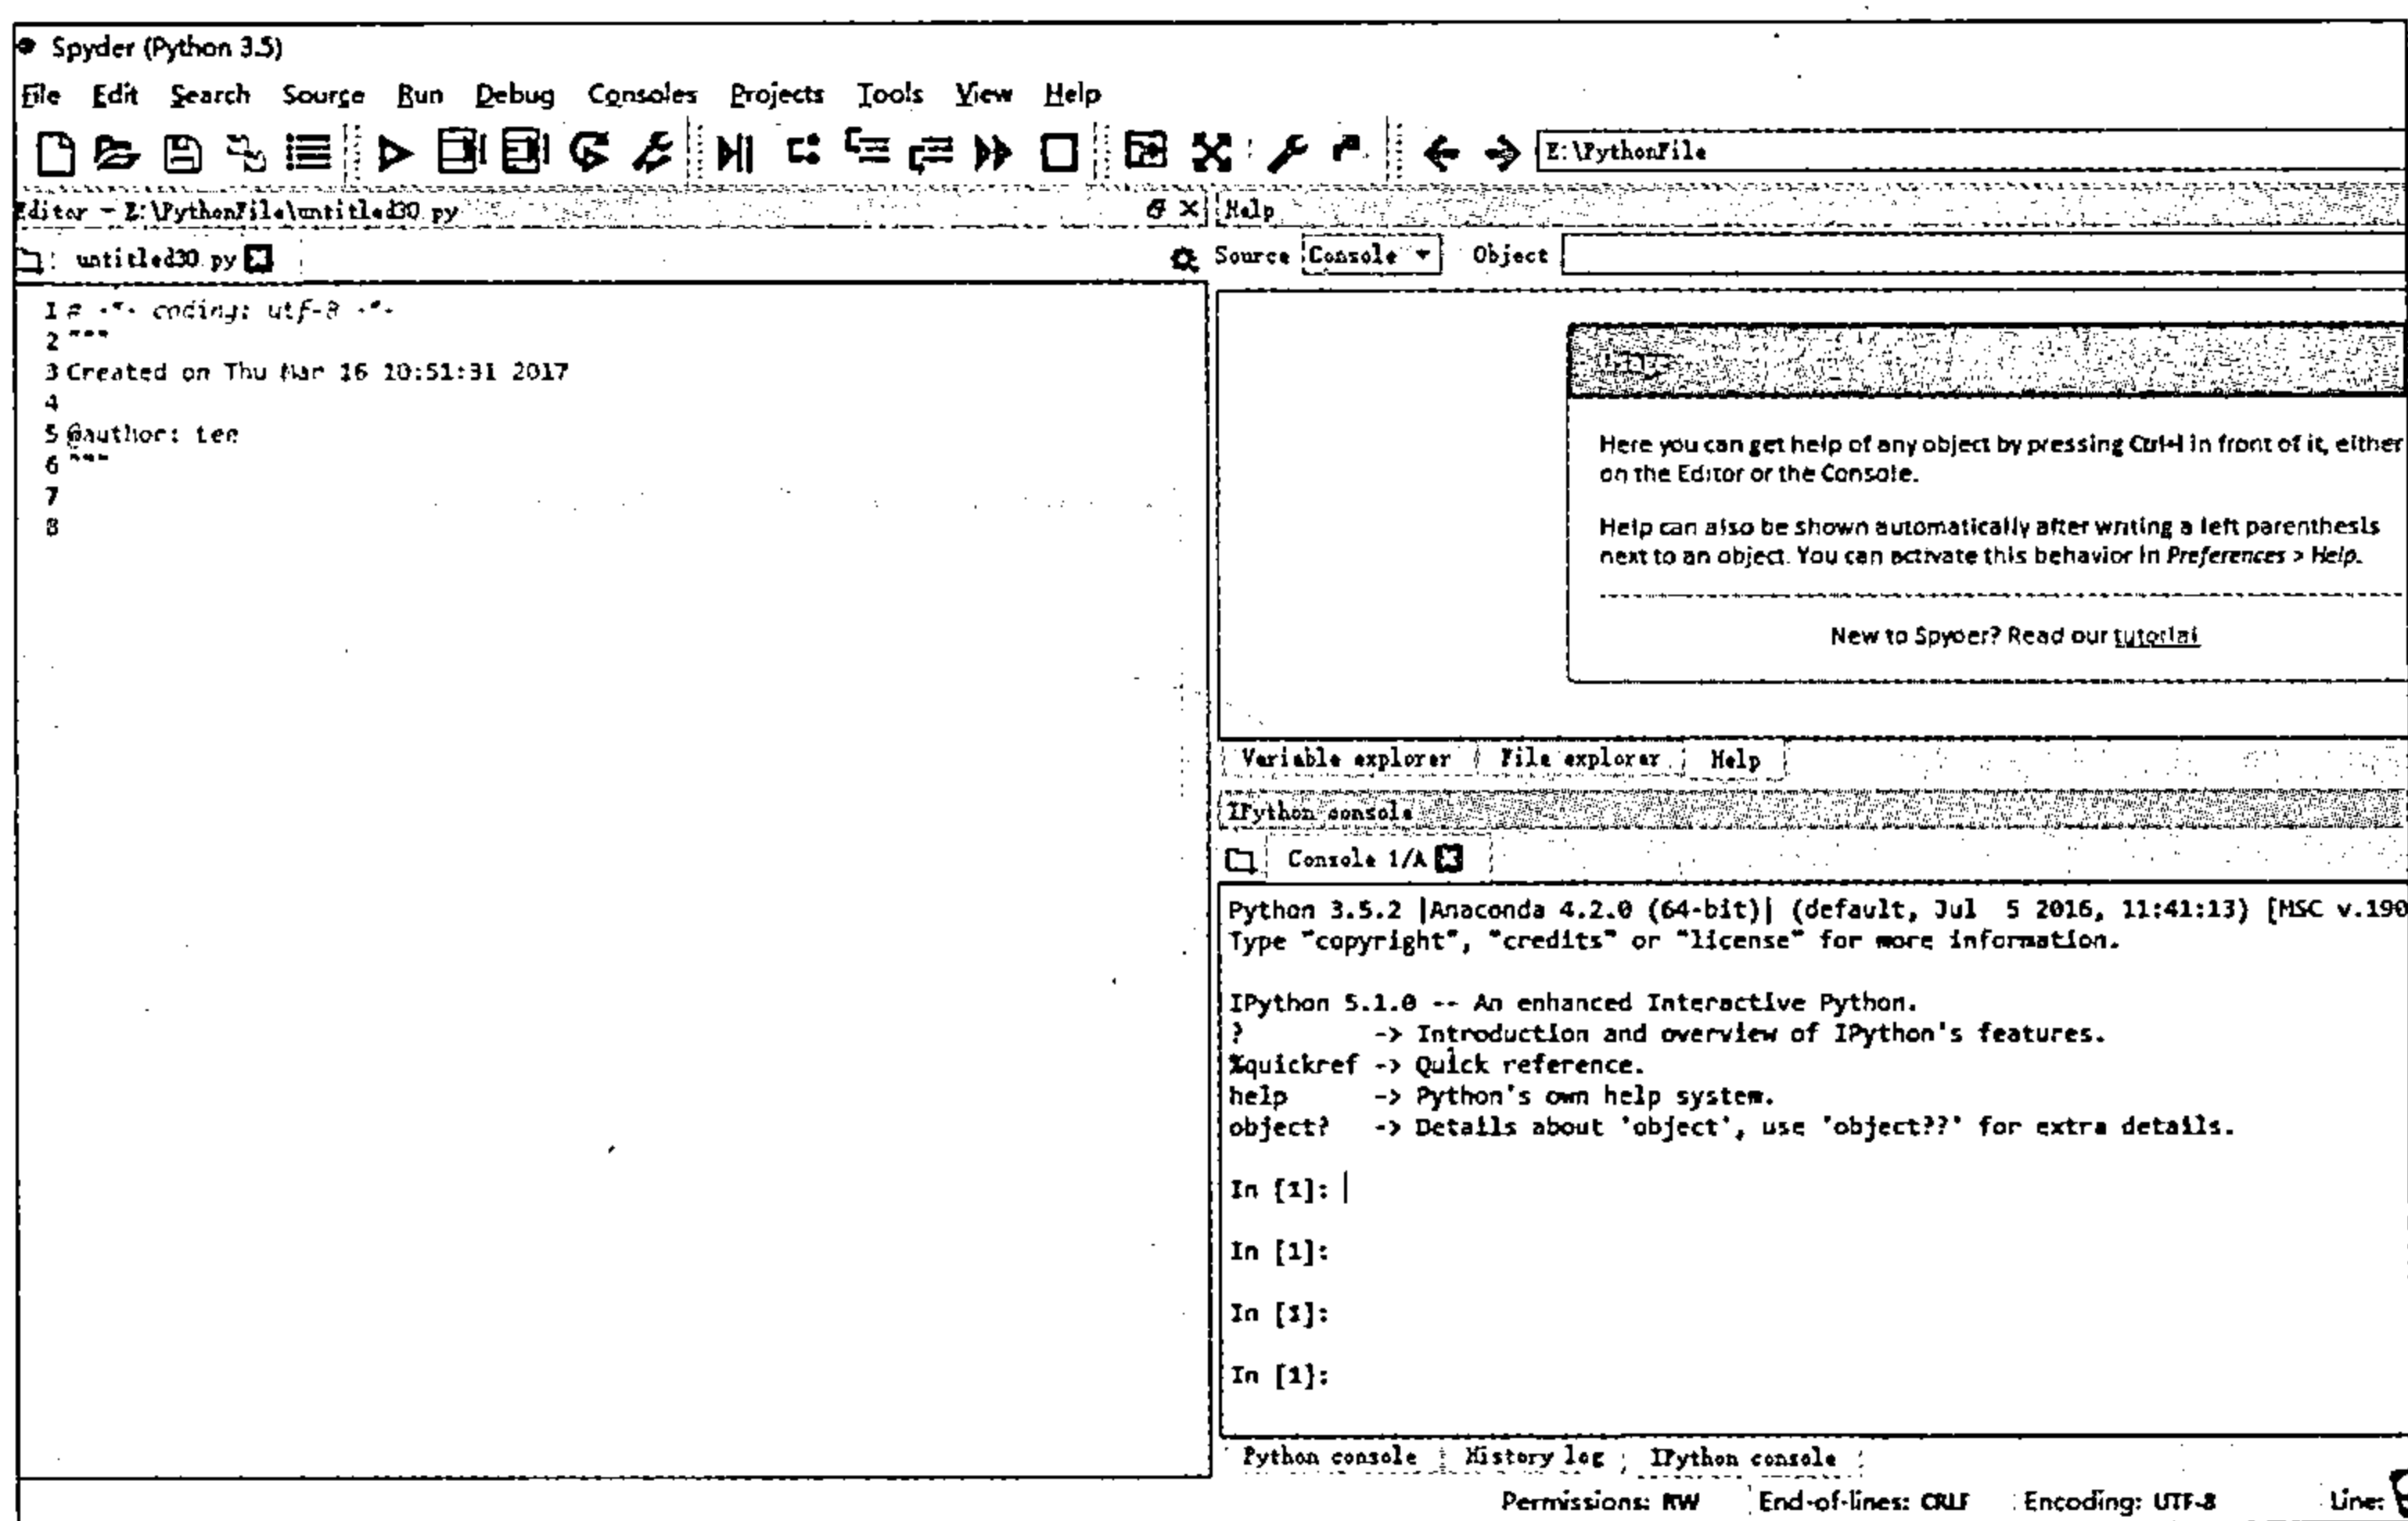 Spyder (Python 3.5)
File Edit Search Source Run Debug Consoles Projects Tools View Help
E:\PythonFile
Editor - E:\PythonFile\untitled30.py
untitled30.py
1 # -*- coding: utf-8 -*-
2 """
3 Created on Thu Mar 16 10:51:31 2017
4
5 @author: ten
6 """
7
8
Help
Source Console Object
Here you can get help of any object by pressing Ctrl+I in front of it, either
on the Editor or the Console.
Help can also be shown automatically after writing a left parenthesis
next to an object. You can activate this behavior in Preferences > Help.
New to Spyder? Read our tutorial
Variable explorer File explorer Help
IPython console
Console 1/A
Python 3.5.2 |Anaconda 4.2.0 (64-bit)| (default, Jul 5 2016, 11:41:13) [MSC v.190
Type "copyright", "credits" or "license" for more information.
IPython 5.1.0 -- An enhanced Interactive Python.
? -> Introduction and overview of IPython's features.
%quickref -> Quick reference.
help -> Python's own help system.
object? -> Details about 'object', use 'object??' for extra details.
In [1]:
In [1]:
In [1]:
In [1]:
Python console History log IPython console
Permissions: RW End-of-lines: CRLF Encoding: UTF-8 Line: